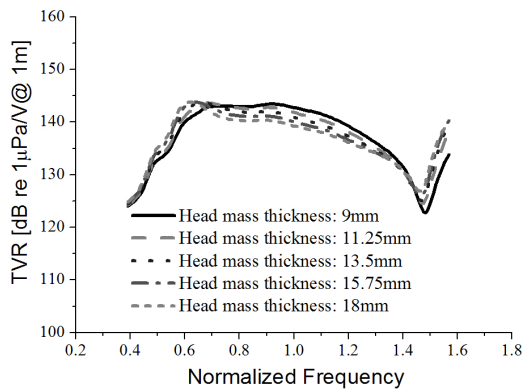 160
150
140
130
120
110
100
TVR [dB re 1μPa/V@ 1m]
Head mass thickness: 9mm
Head mass thickness: 11.25mm
Head mass thickness: 13.5mm
Head mass thickness: 15.75mm
Head mass thickness: 18mm
0.2 0.4 0.6 0.8 1.0 1.2 1.4 1.6 1.8
Normalized Frequency